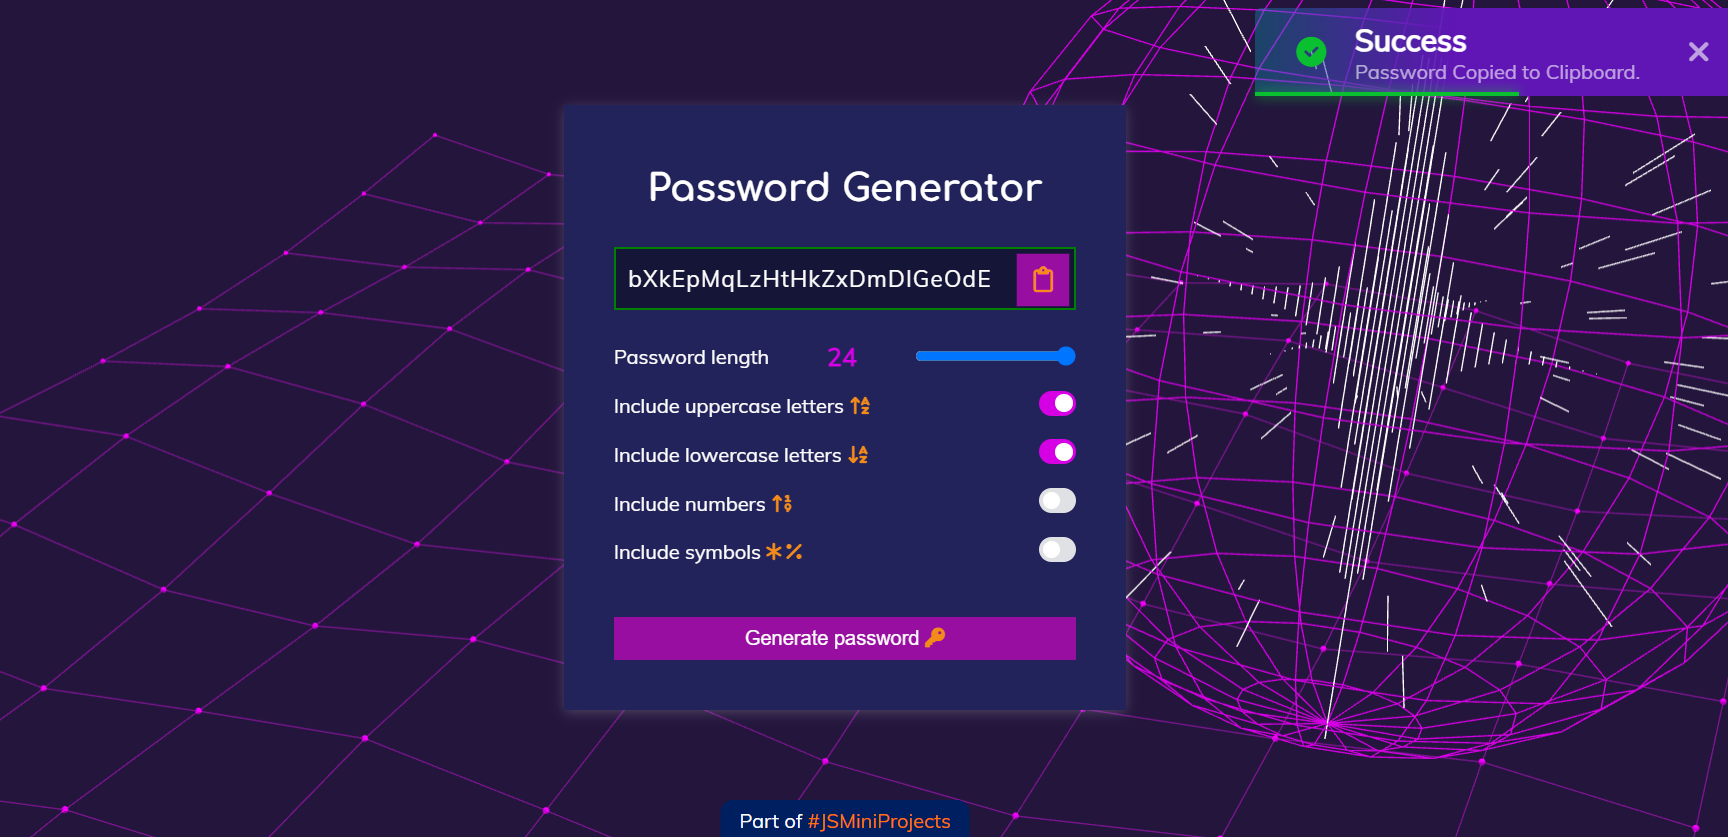 Success
Password Copied to Clipboard.
Password Generator
bXkEpMqLzHtHkZxDmDIGeOdE
Password length 24
Include uppercase letters
Include lowercase letters
Include numbers
Include symbols
Generate password
Part of #JSMiniProjects